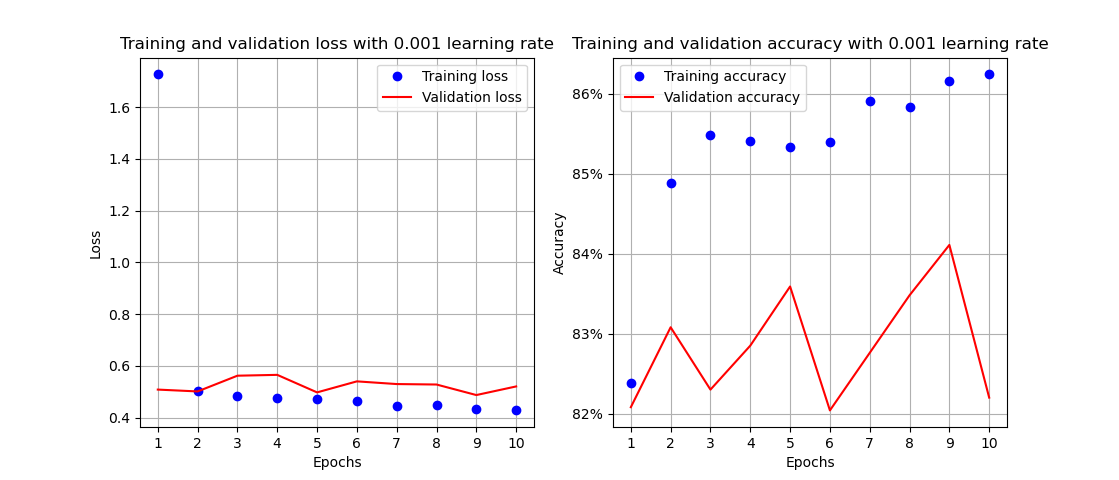 Training and validation loss with 0.001 learning rate
Training loss
Validation loss
1.6
1.4
1.2
1.0
0.8
0.6
0.4
Loss
1 2 3 4 5 6 7 8 9 10
Epochs
Training and validation accuracy with 0.001 learning rate
Training accuracy
Validation accuracy
86%
85%
84%
83%
82%
Accuracy
1 2 3 4 5 6 7 8 9 10
Epochs